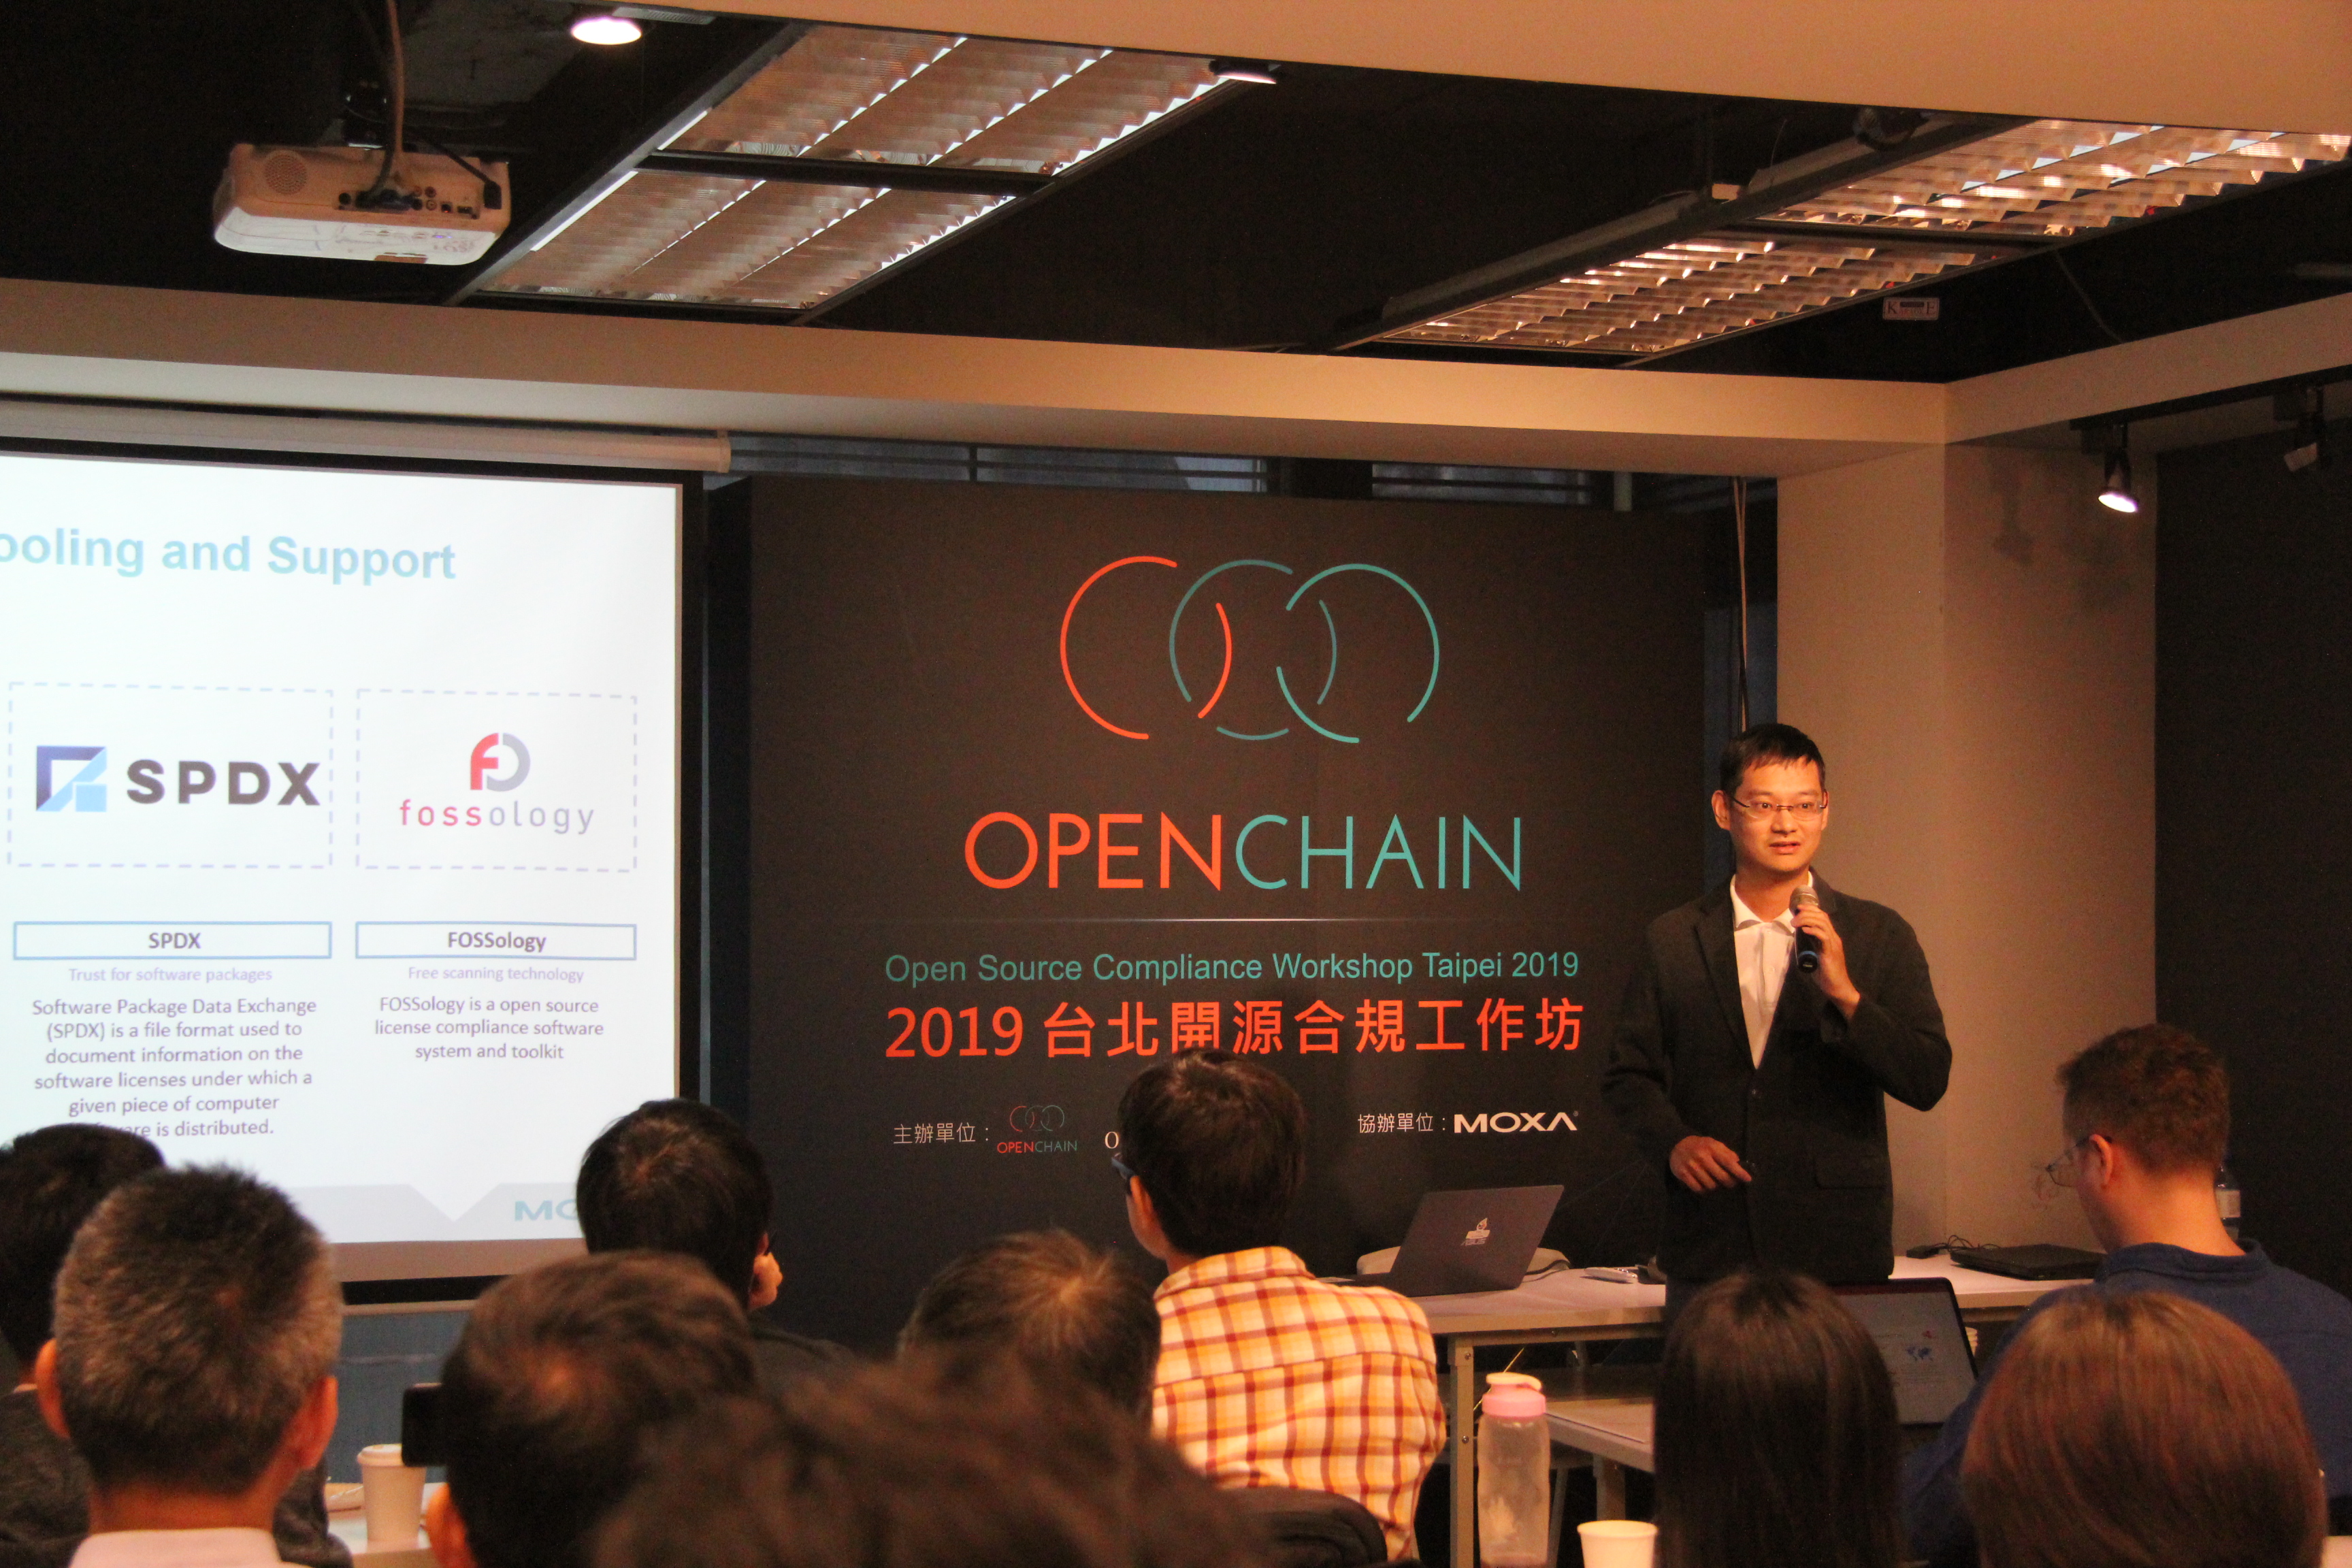 ooling and Support
SPDX
fossology
SPDX
Trust for software packages
Software Package Data Exchange
(SPDX) is a file format used to
document information on the
software licenses under which a
given piece of computer
is distributed.
FOSSology
Free scanning technology
FOSSology is a open source
license compliance software
system and toolkit
OPENCHAIN
Open Source Compliance Workshop Taipei 2019
2019 台北開源合規工作坊
主辦單位：
OPENCHAIN
協辦單位：MOXA®